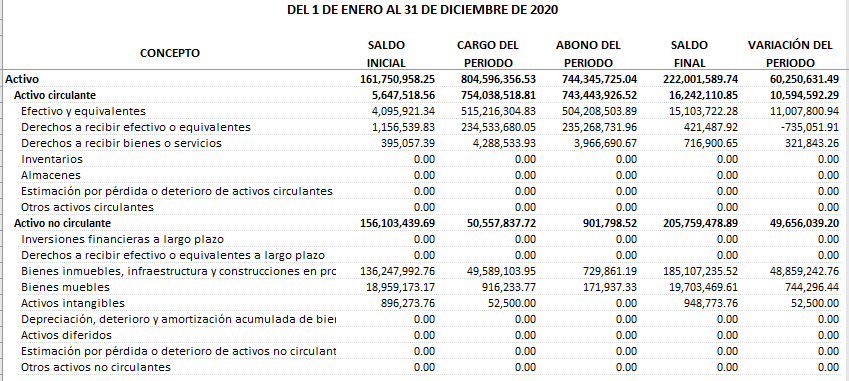 DEL 1 DE ENERO AL 31 DE DICIEMBRE DE 2020
CONCEPTO SALDO INICIAL CARGO DEL PERIODO ABONO DEL PERIODO SALDO FINAL VARIACIÓN DEL PERIODO
Activo 161,750,958.25 804,596,356.53 744,345,725.04 222,001,589.74 60,250,631.49
Activo circulante 5,647,518.56 754,038,518.81 743,443,926.52 16,242,110.85 10,594,592.29
Efectivo y equivalentes 4,095,921.34 515,216,304.83 504,208,503.89 15,103,722.28 11,007,800.94
Derechos a recibir efectivo o equivalentes 1,156,539.83 234,533,680.05 235,268,731.96 421,487.92 -735,051.91
Derechos a recibir bienes o servicios 395,057.39 4,288,533.93 3,966,690.67 716,900.65 321,843.26
Inventarios 0.00 0.00 0.00 0.00 0.00
Almacenes 0.00 0.00 0.00 0.00 0.00
Estimación por pérdida o deterioro de activos circulantes 0.00 0.00 0.00 0.00 0.00
Otros activos circulantes 0.00 0.00 0.00 0.00 0.00
Activo no circulante 156,103,439.69 50,557,837.72 901,798.52 205,759,478.89 49,656,039.20
Inversiones financieras a largo plazo 0.00 0.00 0.00 0.00 0.00
Derechos a recibir efectivo o equivalentes a largo plazo 0.00 0.00 0.00 0.00 0.00
Bienes inmuebles, infraestructura y construcciones en prc 136,247,992.76 49,589,103.95 729,861.19 185,107,235.52 48,859,242.76
Bienes muebles 18,959,173.17 916,233.77 171,937.33 19,703,469.61 744,296.44
Activos intangibles 896,273.76 52,500.00 0.00 948,773.76 52,500.00
Depreciación, deterioro y amortización acumulada de bier 0.00 0.00 0.00 0.00 0.00
Activos diferidos 0.00 0.00 0.00 0.00 0.00
Estimación por pérdida o deterioro de activos no circulant 0.00 0.00 0.00 0.00 0.00
Otros activos no circulantes 0.00 0.00 0.00 0.00 0.00